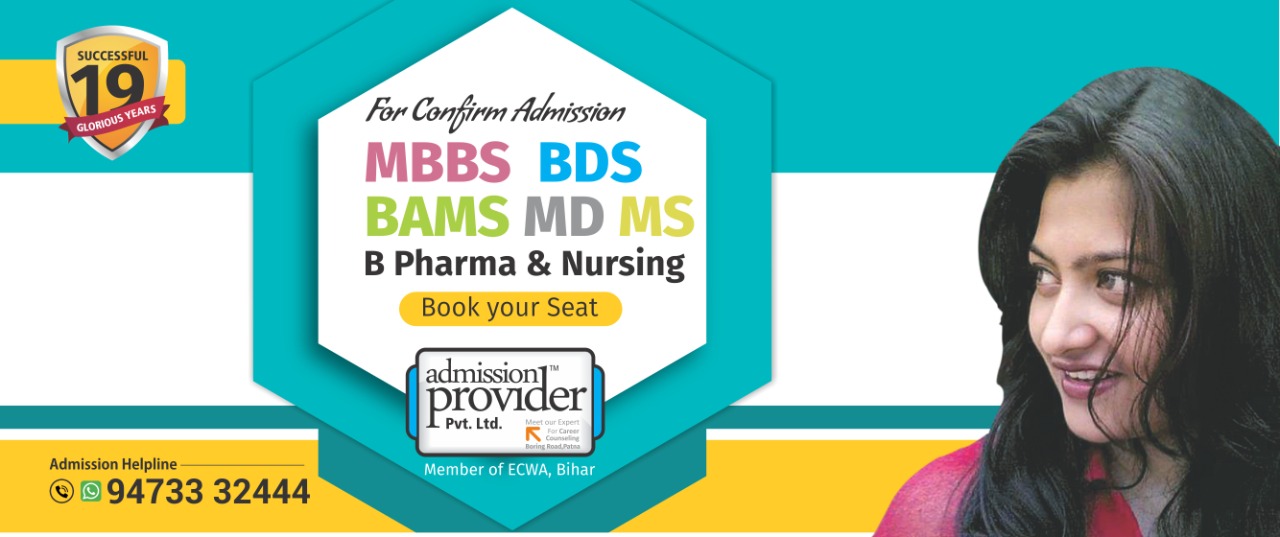 SUCCESSFUL
19
GLORIOUS YEARS
For Confirm Admission
MBBS BDS
BAMS MD MS
B Pharma & Nursing
Book your Seat
admission™
provider
Pvt. Ltd.
Meet our Expert
For Career
Counseling
Boring Road,Patna
Member of ECWA, Bihar
Admission Helpline
94733 32444